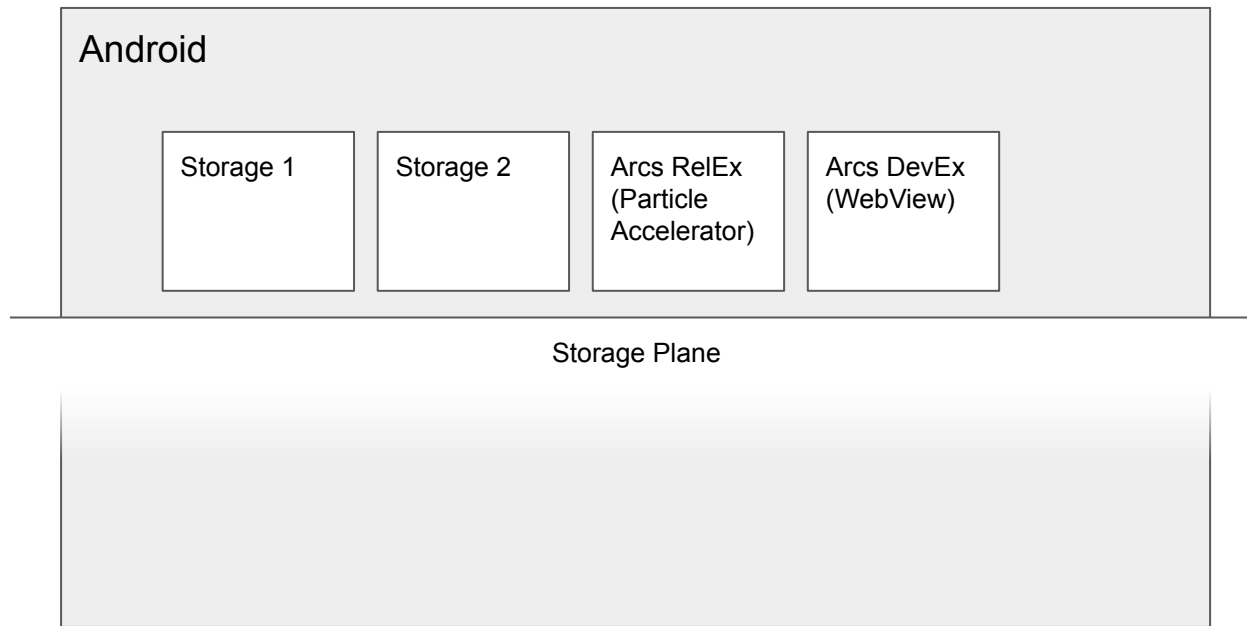 Android
Storage 1
Storage 2
Arcs RelEx
(Particle
Accelerator)
Arcs DevEx
(WebView)
Storage Plane